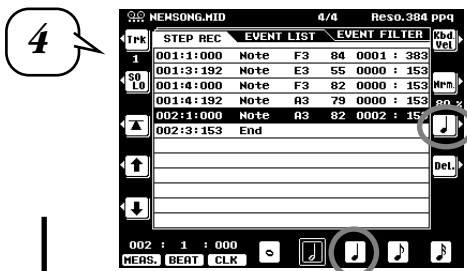 4
NEWSONG.MID 4/4 Reso.384 ppq
Trk STEP REC EVENT LIST EVENT FILTER Kbd. Vel
1
001:1:000 Note F3 84 0001 : 383
001:3:192 Note E3 55 0000 : 153
SO LO
001:4:000 Note F3 82 0000 : 153
Nrm.
001:4:192 Note A3 79 0000 : 153
80 %
002:1:000 Note A3 82 0002 : 153
002:3:153 End
Del.
002 : 1 : 000
MEAS. BEAT CLK